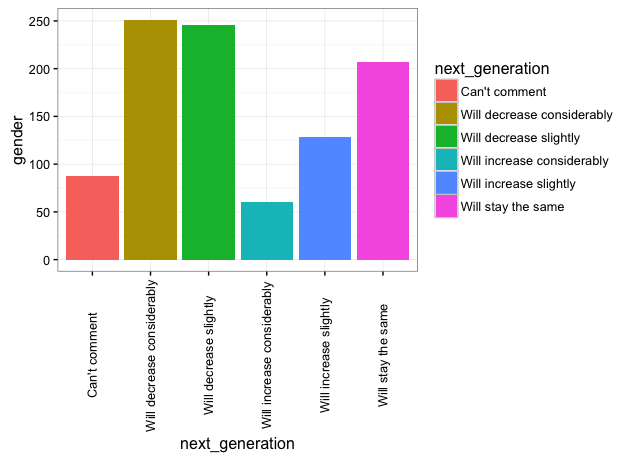 250
200
150
100
50
0
gender
Can't comment
Will decrease considerably
Will decrease slightly
Will increase considerably
Will increase slightly
Will stay the same
next_generation
next_generation
Can't comment
Will decrease considerably
Will decrease slightly
Will increase considerably
Will increase slightly
Will stay the same